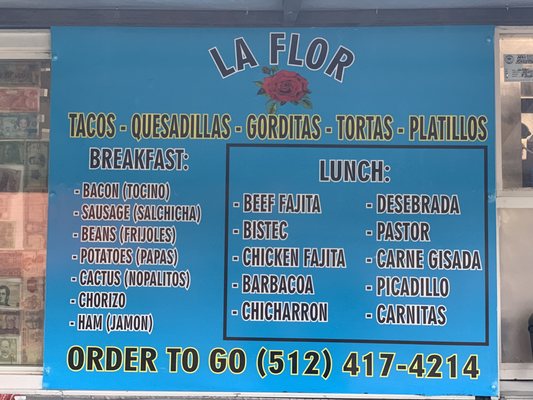 LA FLOR
TACOS - QUESADILLAS - GORDITAS - TORTAS - PLATILLOS
BREAKFAST:
- BACON (TOCINO)
- SAUSAGE (SALCHICHA)
- BEANS (FRIJOLES)
- POTATOES (PAPAS)
- CACTUS (NOPALITOS)
- CHORIZO
- HAM (JAMON)
LUNCH:
- BEEF FAJITA
- BISTEC
- CHICKEN FAJITA
- BARBACOA
- CHICHARRON
- DESEBRADA
- PASTOR
- CARNE GISADA
- PICADILLO
- CARNITAS
ORDER TO GO (512) 417-4214